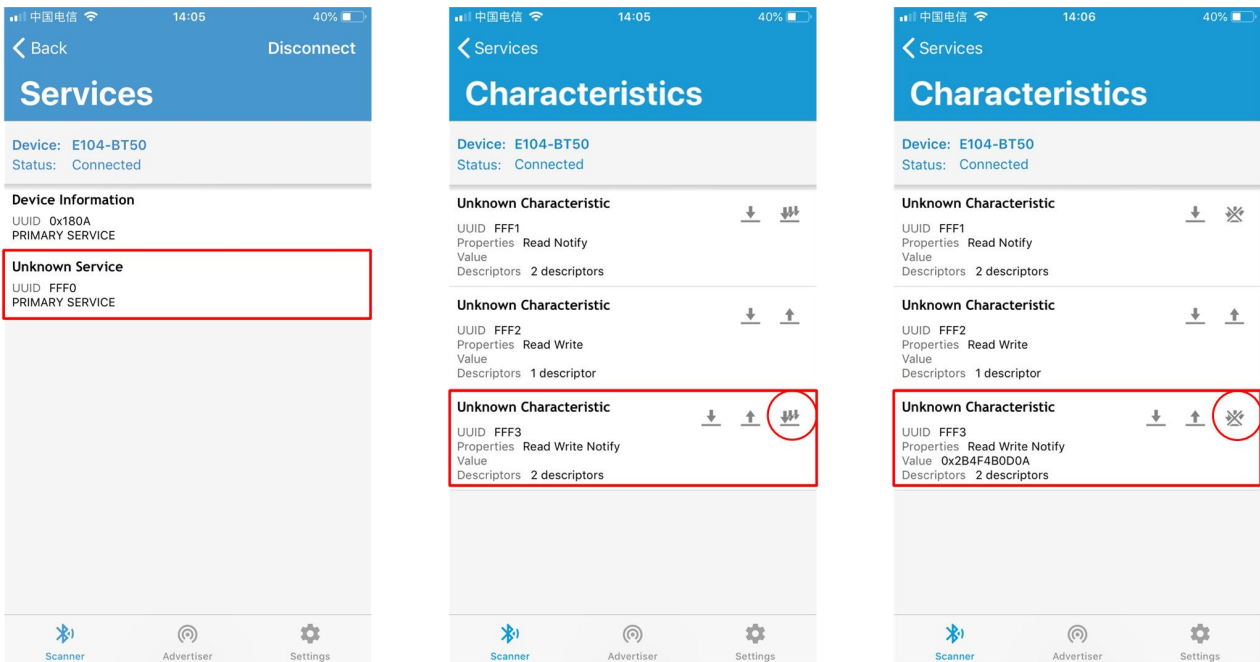 中国电信 14:05 40%
Back Disconnect
Services
Device: E104-BT50
Status: Connected
Device Information
UUID 0x180A
PRIMARY SERVICE
Unknown Service
UUID FFF0
PRIMARY SERVICE
Scanner Advertiser Settings
中国电信 14:05 40%
Services
Characteristics
Device: E104-BT50
Status: Connected
Unknown Characteristic
UUID FFF1
Properties Read Notify
Value
Descriptors 2 descriptors
Unknown Characteristic
UUID FFF2
Properties Read Write
Value
Descriptors 1 descriptor
Unknown Characteristic
UUID FFF3
Properties Read Write Notify
Value
Descriptors 2 descriptors
Scanner Advertiser Settings
中国电信 14:06 40%
Services
Characteristics
Device: E104-BT50
Status: Connected
Unknown Characteristic
UUID FFF1
Properties Read Notify
Value
Descriptors 2 descriptors
Unknown Characteristic
UUID FFF2
Properties Read Write
Value
Descriptors 1 descriptor
Unknown Characteristic
UUID FFF3
Properties Read Write Notify
Value 0x2B4F4B0D0A
Descriptors 2 descriptors
Scanner Advertiser Settings